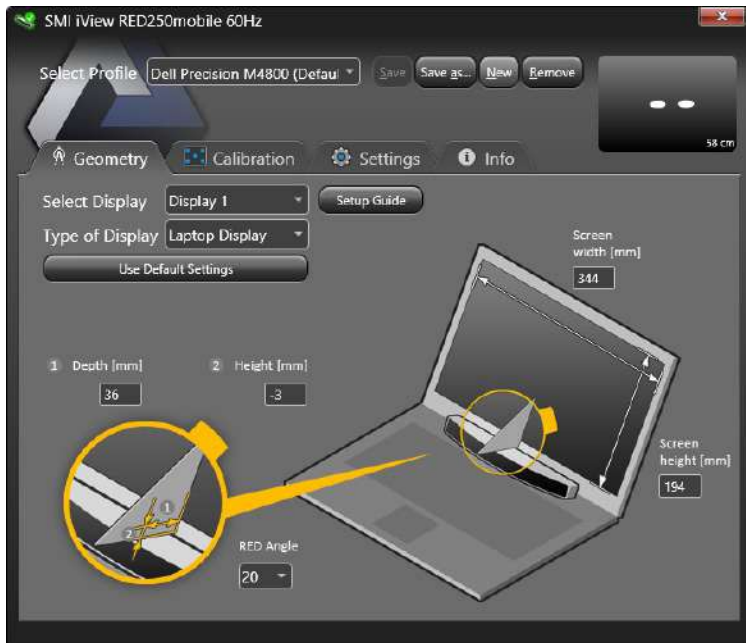 SMI iView RED250mobile 60Hz
Select Profile Dell Precision M4800 (Defaul Save Save as... New Remove
58 cm
Geometry Calibration Settings Info
Select Display Display 1 Setup Guide
Type of Display Laptop Display
Use Default Settings
Screen
width [mm]
344
1 Depth [mm] 2 Height [mm]
36 -3
Screen
height [mm]
194
1
2
RED Angle
20